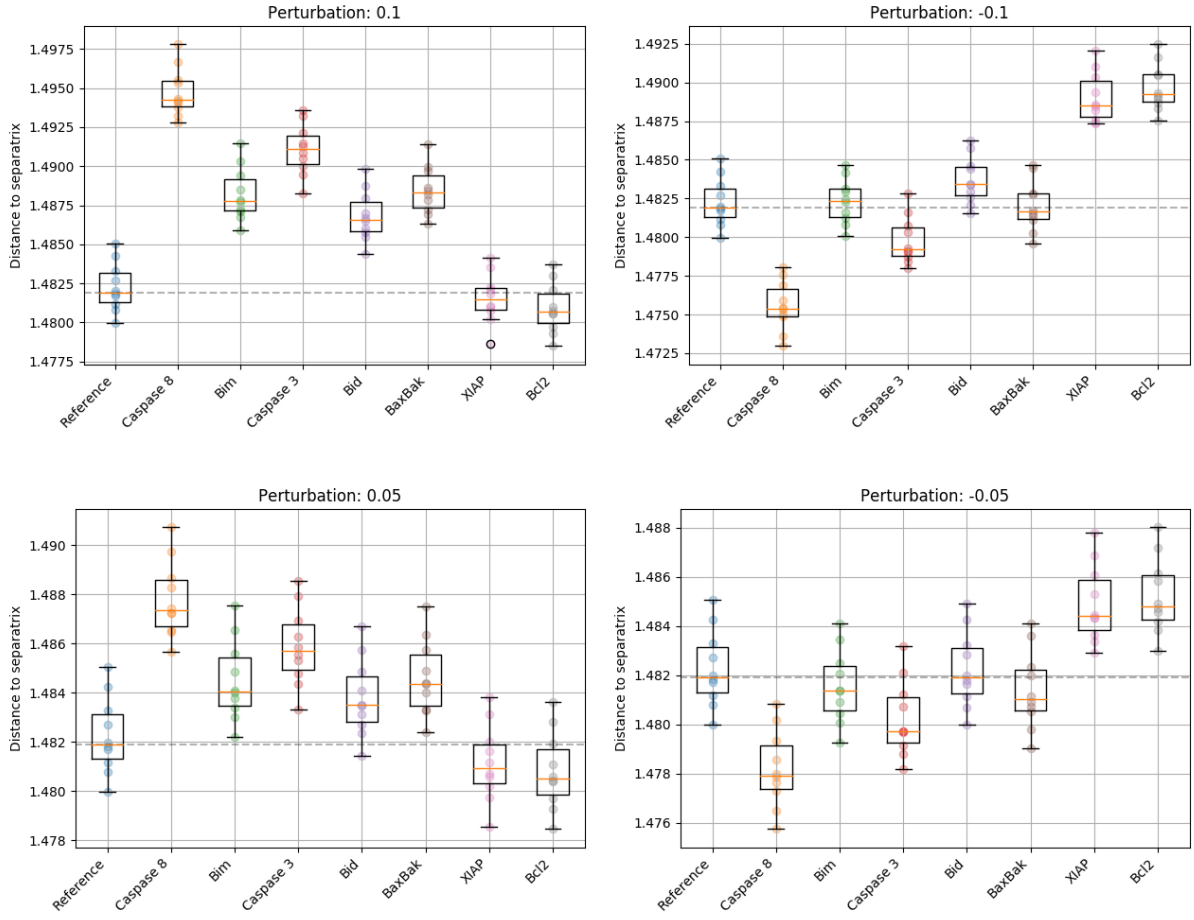 Perturbation: 0.1
Distance to separatrix
1.4975
1.4950
1.4925
1.4900
1.4875
1.4850
1.4825
1.4800
1.4775
Reference
Caspase 8
Bim
Caspase 3
Bid
BaxBak
XIAP
Bcl2
Perturbation: -0.1
Distance to separatrix
1.4925
1.4900
1.4875
1.4850
1.4825
1.4800
1.4775
1.4750
1.4725
Reference
Caspase 8
Bim
Caspase 3
Bid
BaxBak
XIAP
Bcl2
Perturbation: 0.05
Distance to separatrix
1.490
1.488
1.486
1.484
1.482
1.480
1.478
Reference
Caspase 8
Bim
Caspase 3
Bid
BaxBak
XIAP
Bcl2
Perturbation: -0.05
Distance to separatrix
1.488
1.486
1.484
1.482
1.480
1.478
1.476
Reference
Caspase 8
Bim
Caspase 3
Bid
BaxBak
XIAP
Bcl2